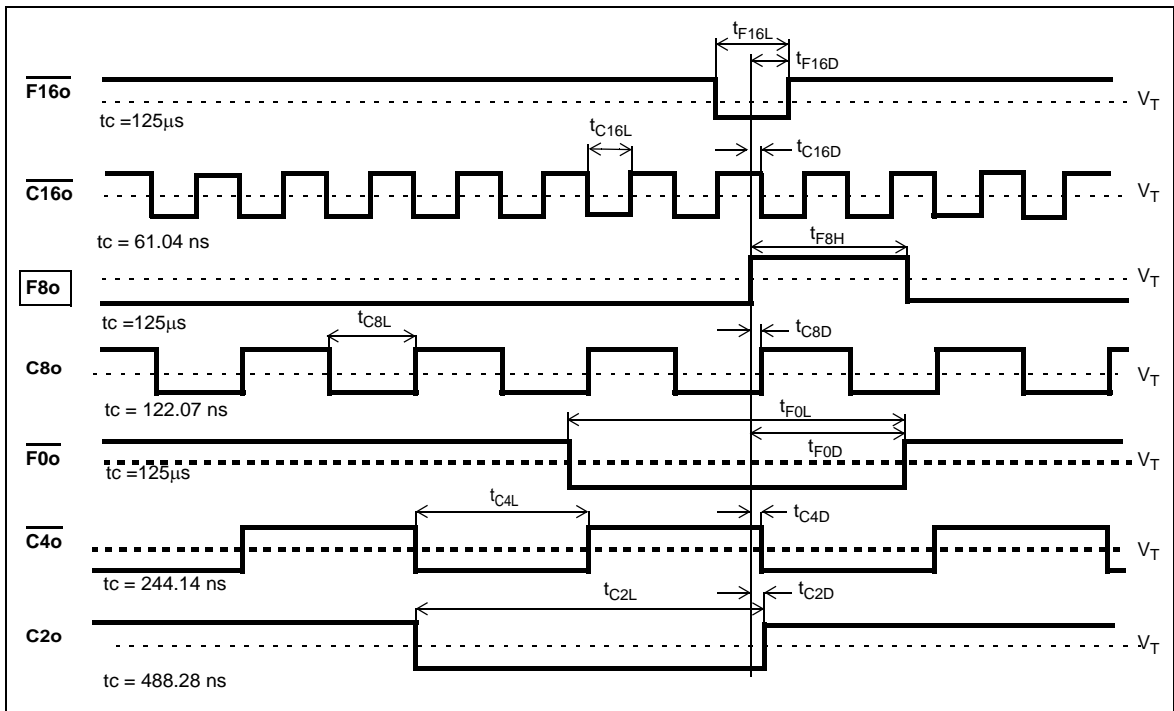 tF16L
F16o
tF16D
VT
tc =125µs
tC16L
tC16D
C16o
VT
tc = 61.04 ns
tF8H
F8o
VT
tc =125µs
tC8L
tC8D
C8o
VT
tc = 122.07 ns
tF0L
F0o
tF0D
VT
tc =125µs
tC4L
tC4D
C4o
VT
tc = 244.14 ns
tC2L
tC2D
C2o
VT
tc = 488.28 ns